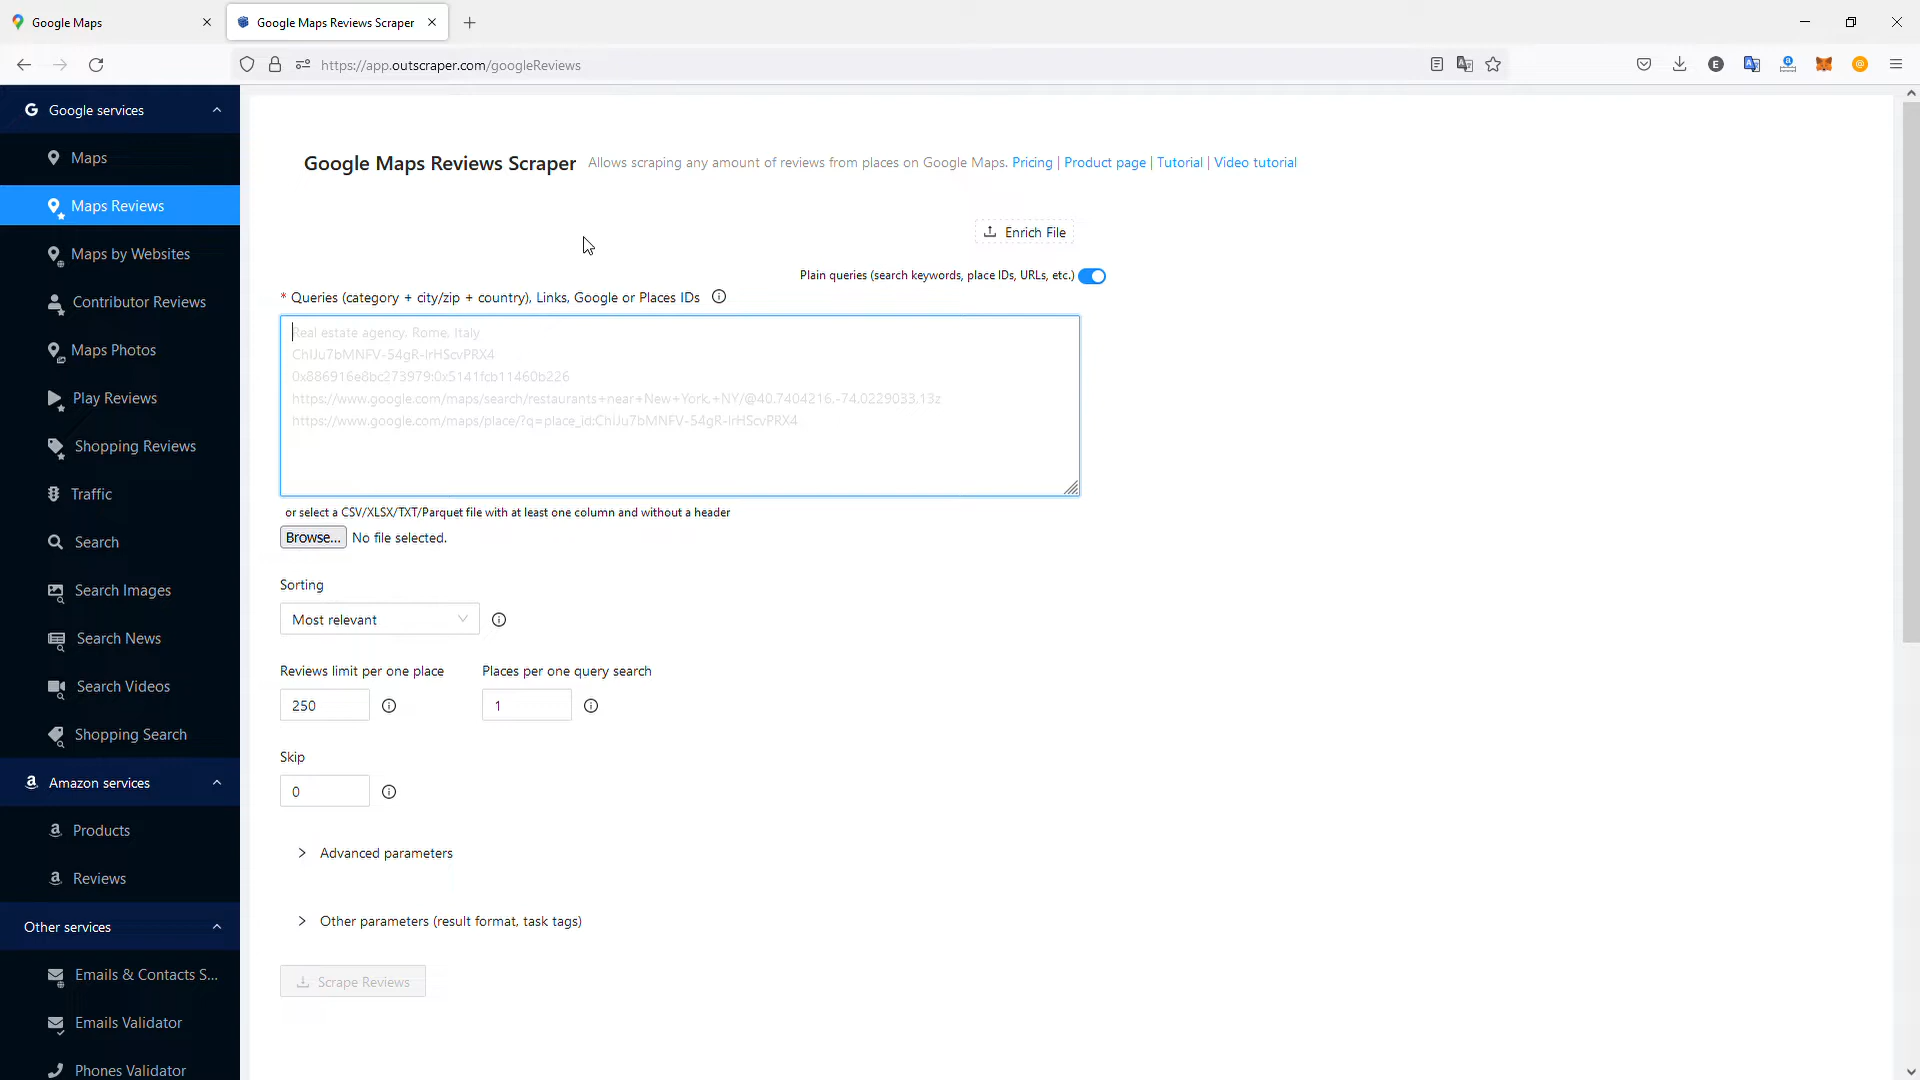 Google Maps
Google Maps Reviews Scraper
https://app.outscraper.com/googleReviews
Google services
Maps
Maps Reviews
Maps by Websites
Contributor Reviews
Maps Photos
Play Reviews
Shopping Reviews
Traffic
Search
Search Images
Search News
Search Videos
Shopping Search
Amazon services
Products
Reviews
Other services
Emails & Contacts S...
Emails Validator
Phones Validator
Google Maps Reviews Scraper Allows scraping any amount of reviews from places on Google Maps. Pricing | Product page | Tutorial | Video tutorial
Enrich File
Plain queries (search keywords, place IDs, URLs, etc.)
* Queries (category + city/zip + country), Links, Google or Places IDs
Real estate agency, Rome, Italy
ChIJu7bMNFV-54gR-lrHScvPRX4
0x886916e8bc273979:0x5141fcb11460b226
https://www.google.com/maps/search/restaurants+near+New+York,+NY/@40.7404216,-74.0229033,13z
https://www.google.com/maps/place/?q=place_id:ChIJu7bMNFV-54gR-lrHScvPRX4
or select a CSV/XLSX/TXT/Parquet file with at least one column and without a header
Browse... No file selected.
Sorting
Most relevant
Reviews limit per one place Places per one query search
250 1
Skip
0
Advanced parameters
Other parameters (result format, task tags)
Scrape Reviews